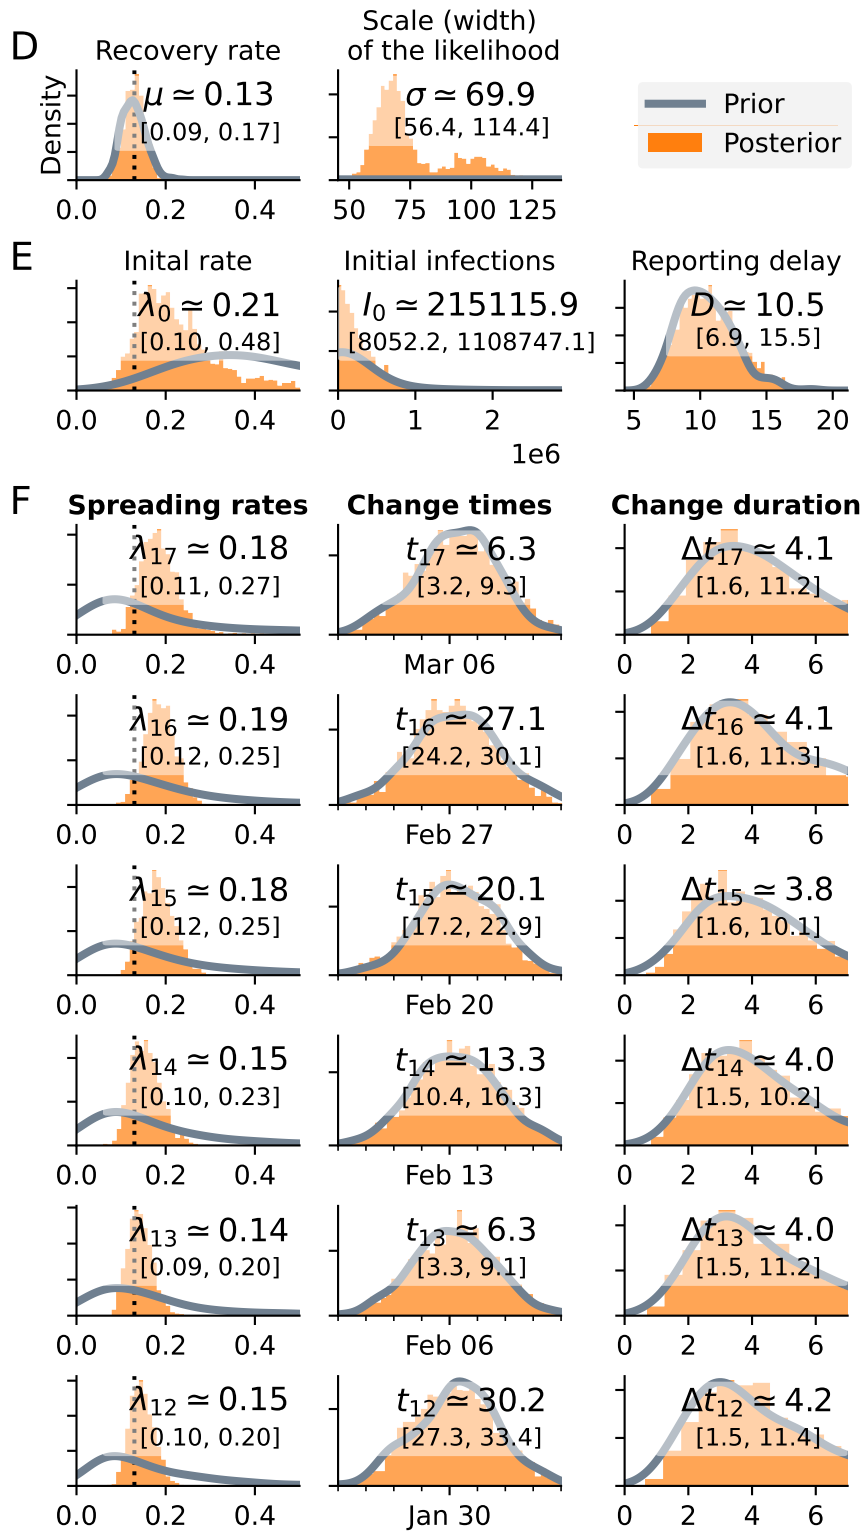 D
Recovery rate
Scale (width)
of the likelihood
Density
μ ≃ 0.13
[0.09, 0.17]
σ ≃ 69.9
[56.4, 114.4]
Prior
Posterior
0.0 0.2 0.4
50 75 100 125
E
Inital rate
Initial infections
Reporting delay
λ0 ≃ 0.21
[0.10, 0.48]
I0 ≃ 215115.9
[8052.2, 1108747.1]
D ≃ 10.5
[6.9, 15.5]
0.0 0.2 0.4
0 1 2
1e6
5 10 15 20
F
Spreading rates
Change times
Change duration
λ17 ≃ 0.18
[0.11, 0.27]
t17 ≃ 6.3
[3.2, 9.3]
Δt17 ≃ 4.1
[1.6, 11.2]
0.0 0.2 0.4
Mar 06
0 2 4 6
λ16 ≃ 0.19
[0.12, 0.25]
t16 ≃ 27.1
[24.2, 30.1]
Δt16 ≃ 4.1
[1.6, 11.3]
0.0 0.2 0.4
Feb 27
0 2 4 6
λ15 ≃ 0.18
[0.12, 0.25]
t15 ≃ 20.1
[17.2, 22.9]
Δt15 ≃ 3.8
[1.6, 10.1]
0.0 0.2 0.4
Feb 20
0 2 4 6
λ14 ≃ 0.15
[0.10, 0.23]
t14 ≃ 13.3
[10.4, 16.3]
Δt14 ≃ 4.0
[1.5, 10.2]
0.0 0.2 0.4
Feb 13
0 2 4 6
λ13 ≃ 0.14
[0.09, 0.20]
t13 ≃ 6.3
[3.3, 9.1]
Δt13 ≃ 4.0
[1.5, 11.2]
0.0 0.2 0.4
Feb 06
0 2 4 6
λ12 ≃ 0.15
[0.10, 0.20]
t12 ≃ 30.2
[27.3, 33.4]
Δt12 ≃ 4.2
[1.5, 11.4]
0.0 0.2 0.4
Jan 30
0 2 4 6